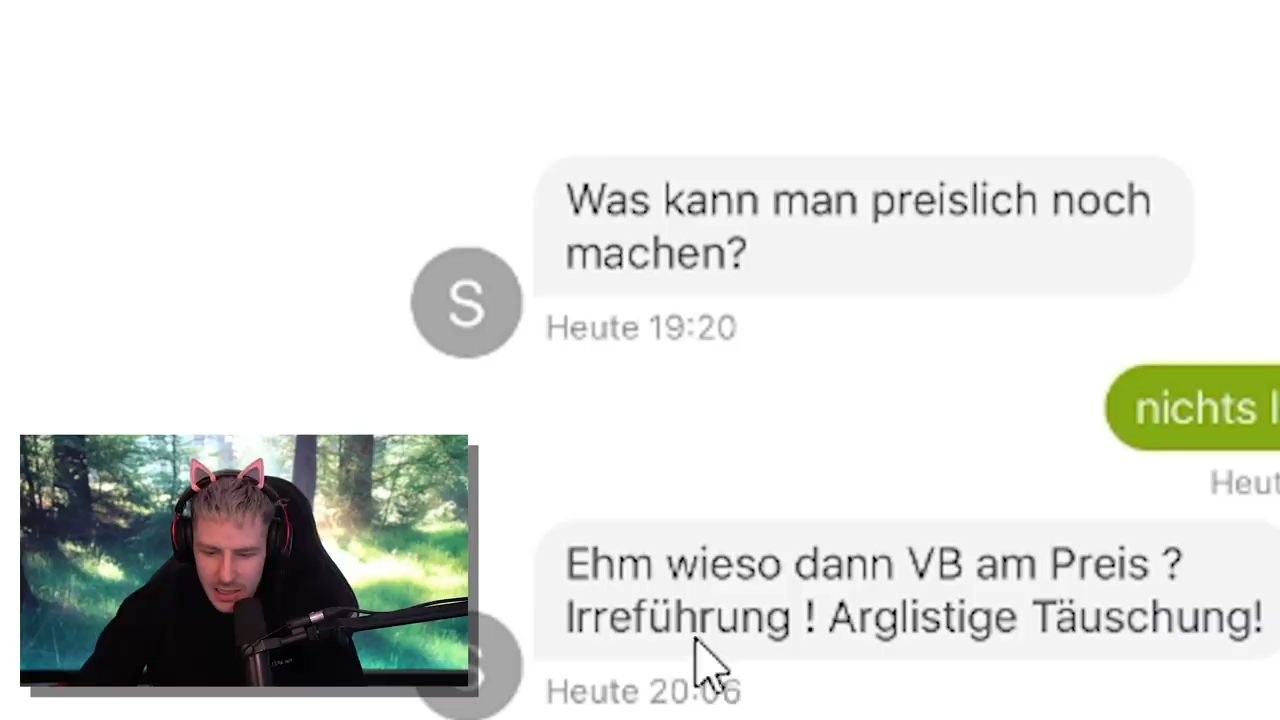 Was kann man preislich noch
machen?
S
Heute 19:20
nichts
Ehm wieso dann VB am Preis ?
Irreführung ! Arglistige Täuschung!
S
Heute 20:06